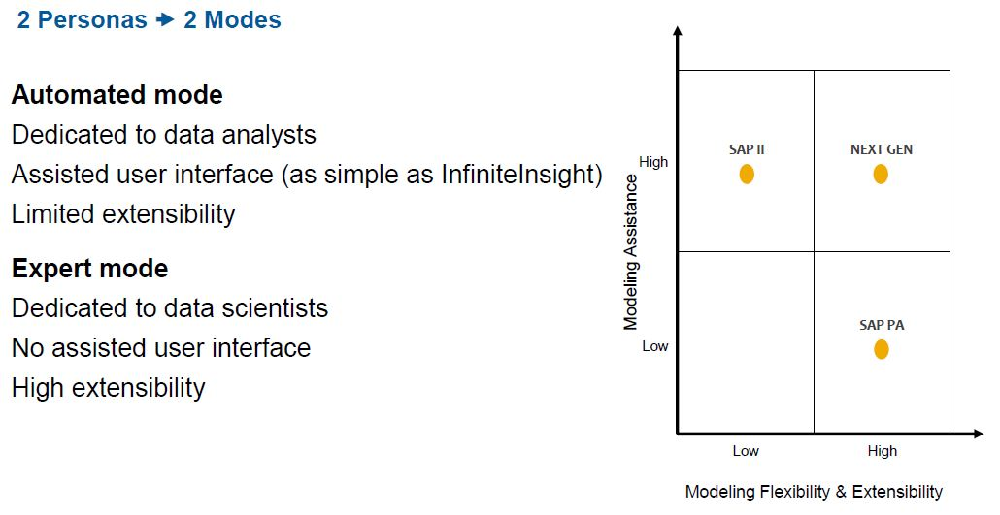 2 Personas → 2 Modes
Automated mode
Dedicated to data analysts
Assisted user interface (as simple as InfiniteInsight)
Limited extensibility
Expert mode
Dedicated to data scientists
No assisted user interface
High extensibility
Modeling Assistance
High
Low
SAP II
NEXT GEN
SAP PA
Low
High
Modeling Flexibility & Extensibility